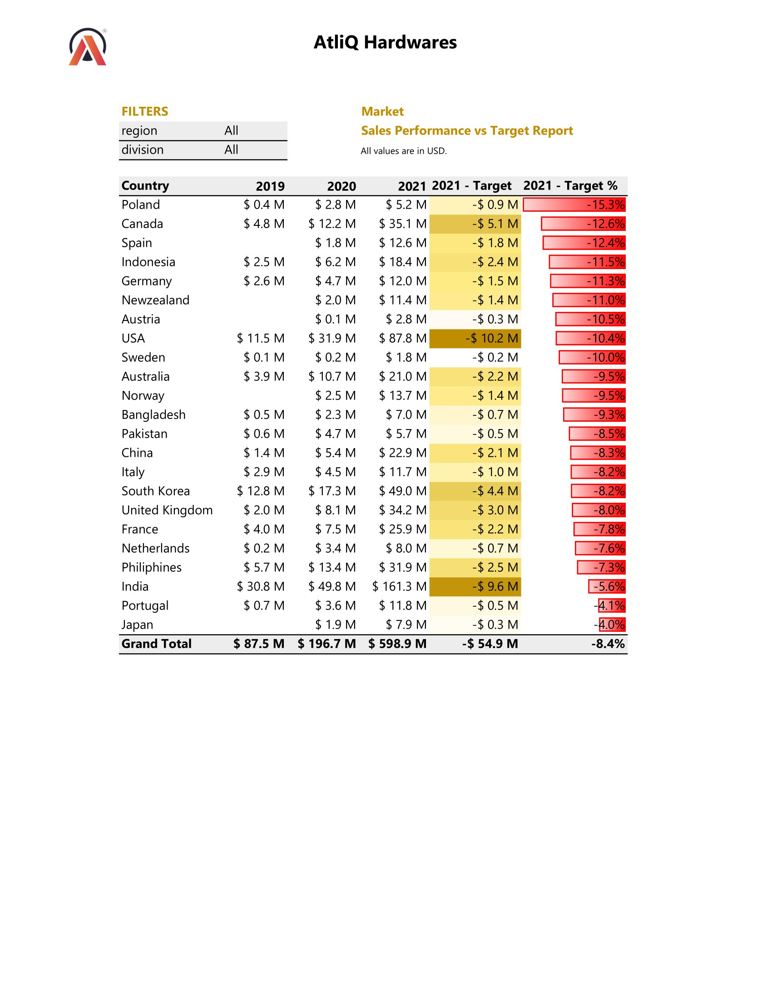 ®
AtliQ Hardwares
FILTERS
Market
region All
Sales Performance vs Target Report
division All
All values are in USD.
Country 2019 2020 2021 2021 - Target 2021 - Target %
Poland $ 0.4 M $ 2.8 M $ 5.2 M -$ 0.9 M -15.3%
Canada $ 4.8 M $ 12.2 M $ 35.1 M -$ 5.1 M -12.6%
Spain $ 1.8 M $ 12.6 M -$ 1.8 M -12.4%
Indonesia $ 2.5 M $ 6.2 M $ 18.4 M -$ 2.4 M -11.5%
Germany $ 2.6 M $ 4.7 M $ 12.0 M -$ 1.5 M -11.3%
Newzealand $ 2.0 M $ 11.4 M -$ 1.4 M -11.0%
Austria $ 0.1 M $ 2.8 M -$ 0.3 M -10.5%
USA $ 11.5 M $ 31.9 M $ 87.8 M -$ 10.2 M -10.4%
Sweden $ 0.1 M $ 0.2 M $ 1.8 M -$ 0.2 M -10.0%
Australia $ 3.9 M $ 10.7 M $ 21.0 M -$ 2.2 M -9.5%
Norway $ 2.5 M $ 13.7 M -$ 1.4 M -9.5%
Bangladesh $ 0.5 M $ 2.3 M $ 7.0 M -$ 0.7 M -9.3%
Pakistan $ 0.6 M $ 4.7 M $ 5.7 M -$ 0.5 M -8.5%
China $ 1.4 M $ 5.4 M $ 22.9 M -$ 2.1 M -8.3%
Italy $ 2.9 M $ 4.5 M $ 11.7 M -$ 1.0 M -8.2%
South Korea $ 12.8 M $ 17.3 M $ 49.0 M -$ 4.4 M -8.2%
United Kingdom $ 2.0 M $ 8.1 M $ 34.2 M -$ 3.0 M -8.0%
France $ 4.0 M $ 7.5 M $ 25.9 M -$ 2.2 M -7.8%
Netherlands $ 0.2 M $ 3.4 M $ 8.0 M -$ 0.7 M -7.6%
Philiphines $ 5.7 M $ 13.4 M $ 31.9 M -$ 2.5 M -7.3%
India $ 30.8 M $ 49.8 M $ 161.3 M -$ 9.6 M -5.6%
Portugal $ 0.7 M $ 3.6 M $ 11.8 M -$ 0.5 M -4.1%
Japan $ 1.9 M $ 7.9 M -$ 0.3 M -4.0%
Grand Total $ 87.5 M $ 196.7 M $ 598.9 M -$ 54.9 M -8.4%